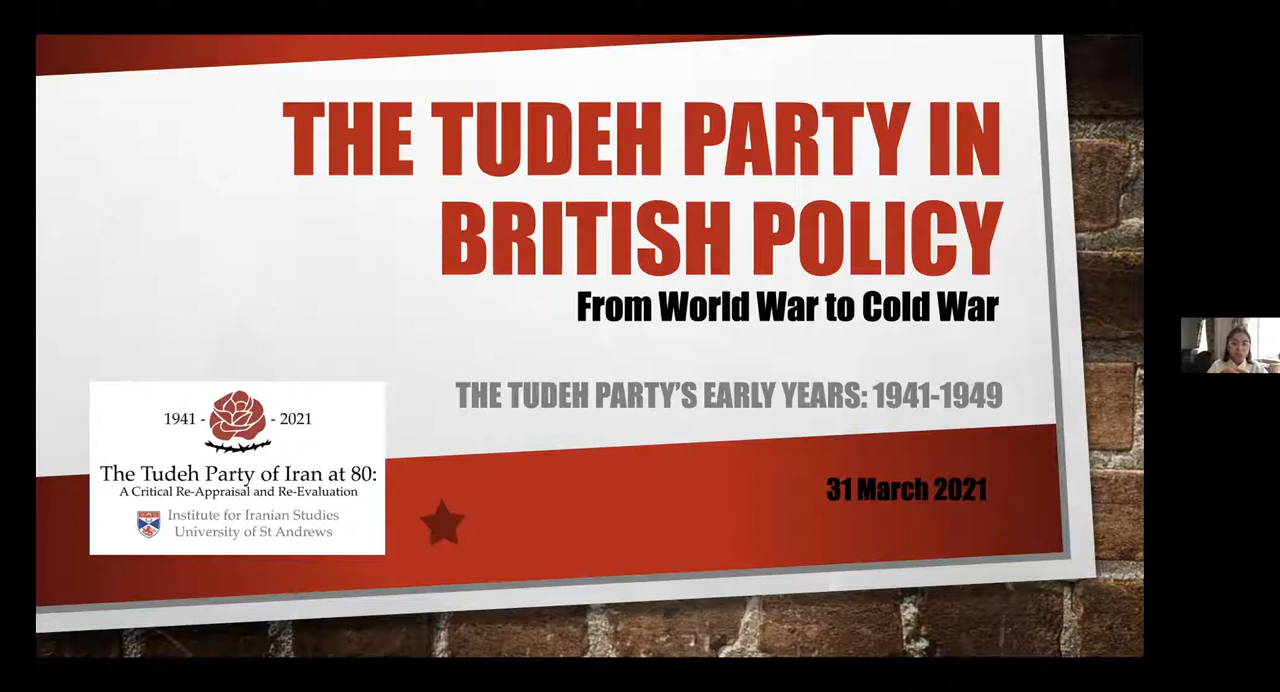 THE TUDEH PARTY IN
BRITISH POLICY
From World War to Cold War
THE TUDEH PARTY'S EARLY YEARS: 1941-1949
31 March 2021
1941 - - 2021
The Tudeh Party of Iran at 80:
A Critical Re-Appraisal and Re-Evaluation
Institute for Iranian Studies
University of St Andrews